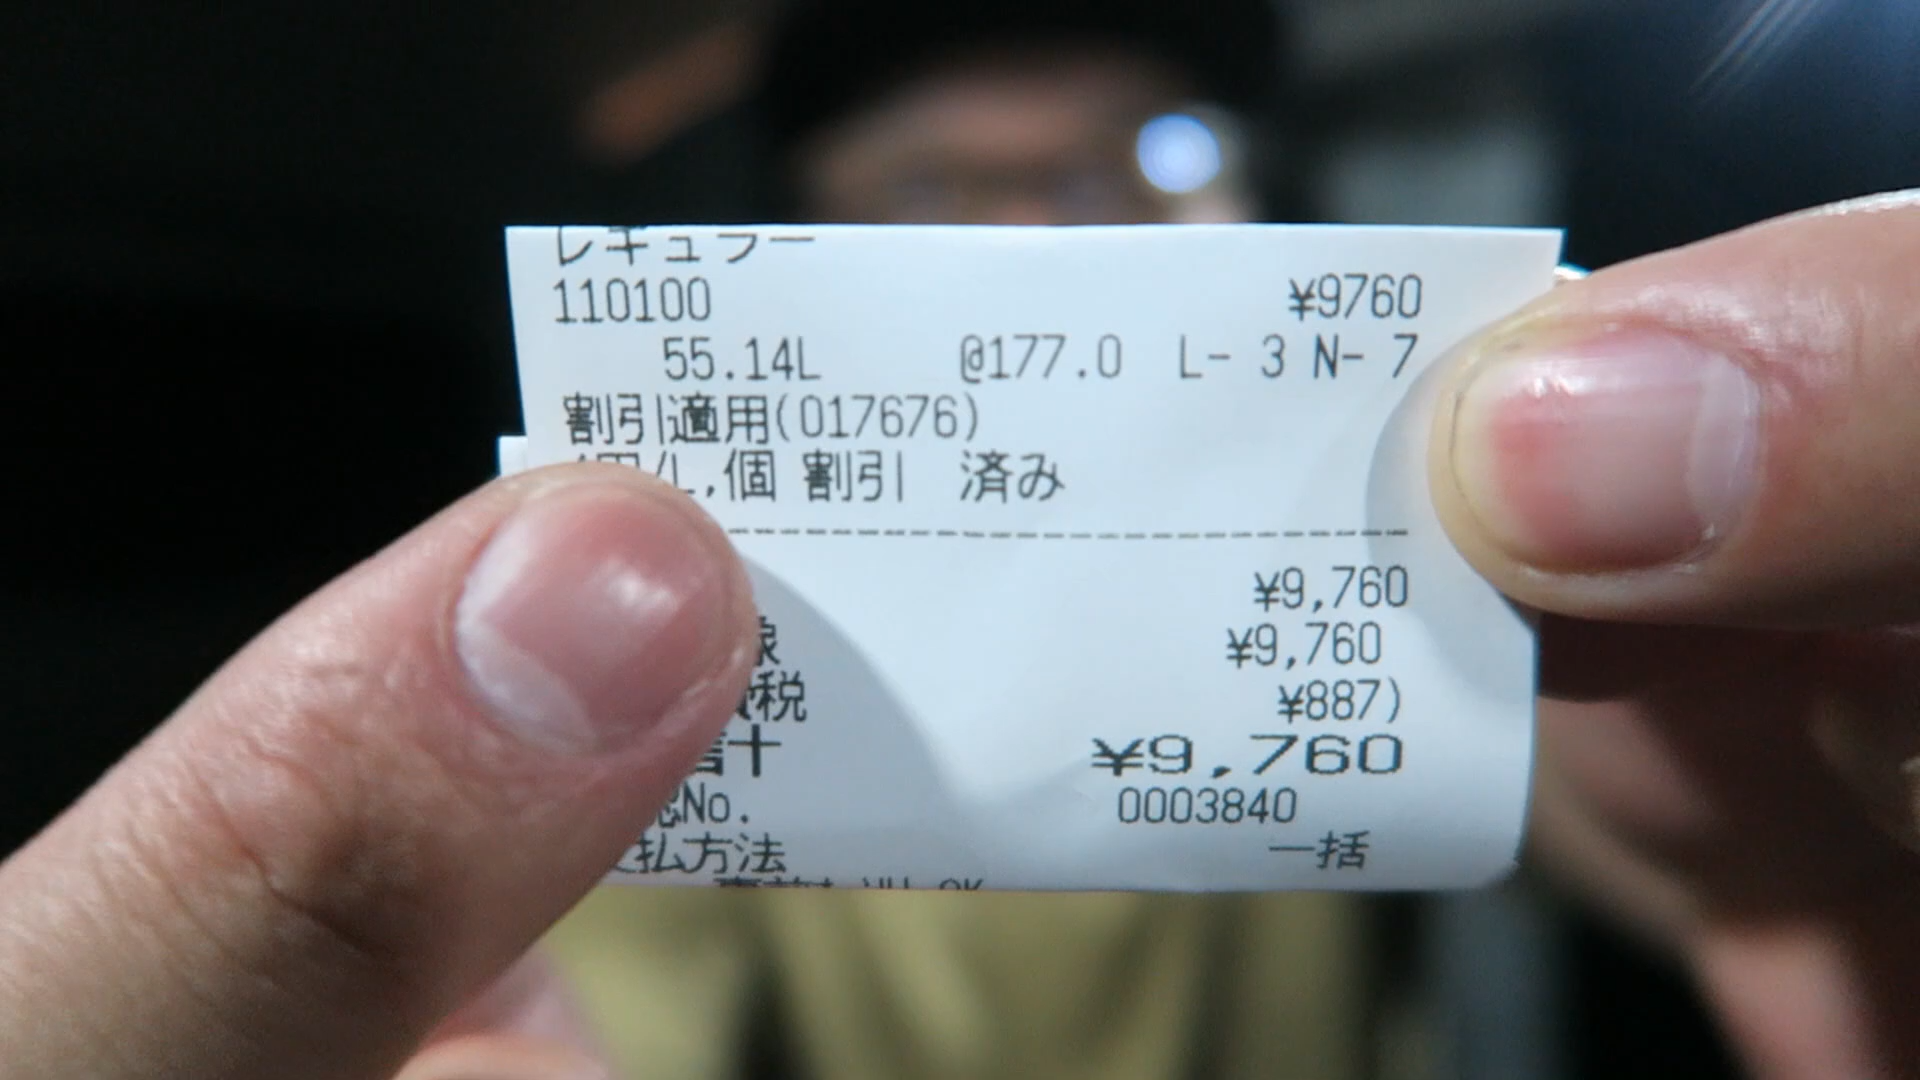 レギュラー
110100 ¥9760
55.14L @177.0 L- 3 N- 7
割引適用(017676)
円/L,個 割引 済み
¥9,760
¥9,760
税 ¥887)
計 ¥9,760
No. 0003840
払方法 一括